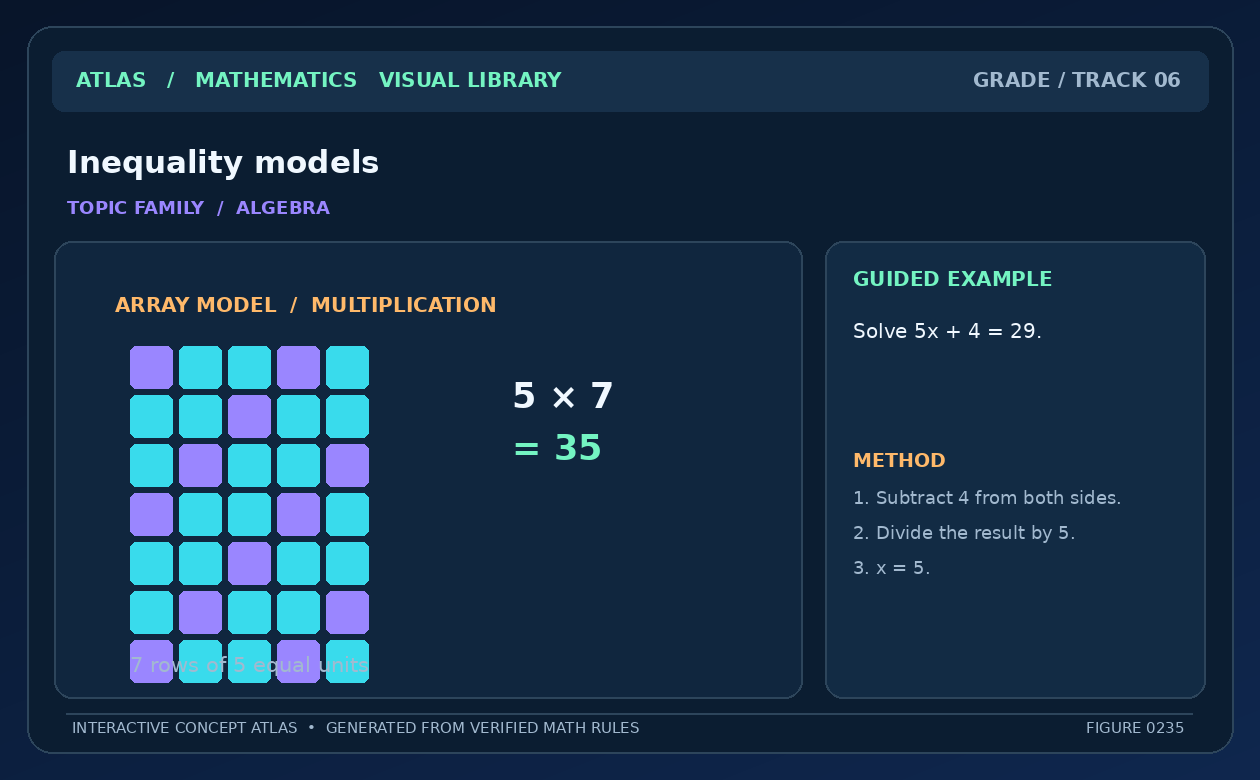 ATLAS / MATHEMATICS VISUAL LIBRARY
GRADE / TRACK 06
Inequality models
TOPIC FAMILY / ALGEBRA
ARRAY MODEL / MULTIPLICATION
5 × 7
= 35
7 rows of 5 equal units
GUIDED EXAMPLE
Solve 5x + 4 = 29.
METHOD
1. Subtract 4 from both sides.
2. Divide the result by 5.
3. x = 5.
INTERACTIVE CONCEPT ATLAS • GENERATED FROM VERIFIED MATH RULES
FIGURE 0235